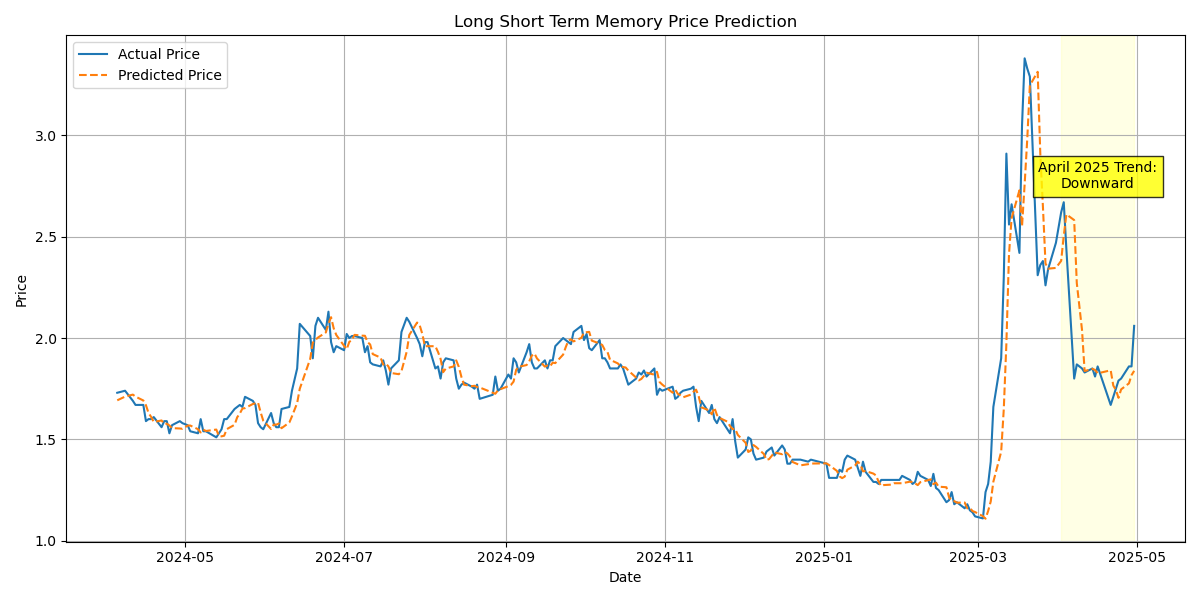 Long Short Term Memory Price Prediction
Actual Price
Predicted Price
April 2025 Trend:
Downward
Price
3.0
2.5
2.0
1.5
1.0
2024-05
2024-07
2024-09
2024-11
2025-01
2025-03
2025-05
Date